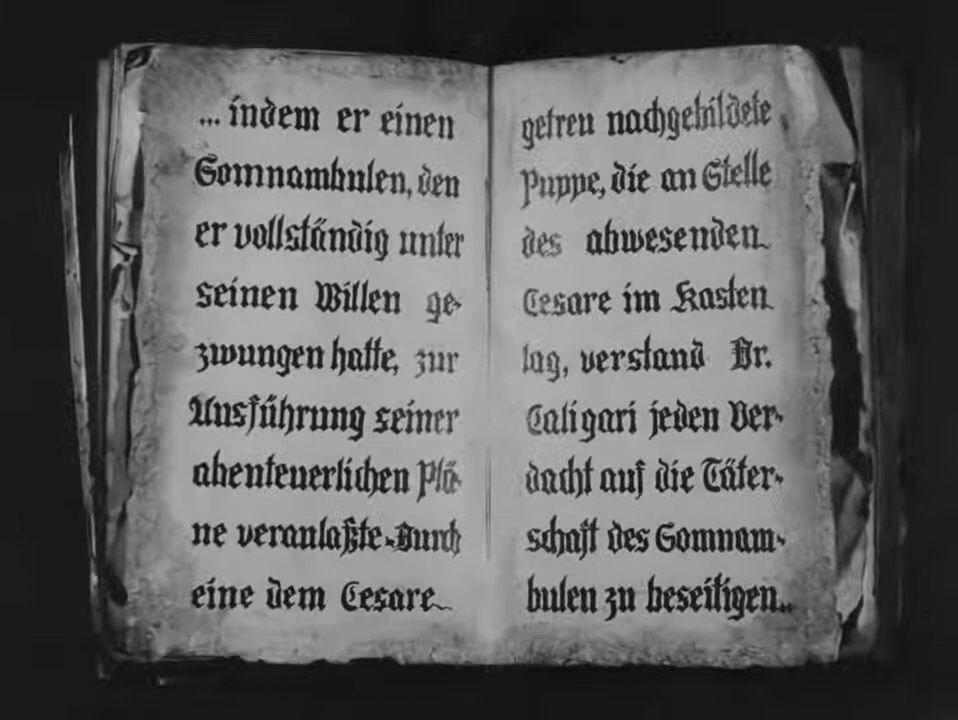 ... indem er einen
Somnambulen, den
er vollständig unter
seinen Willen ge-
zwungen hatte, zur
Ausführung seiner
abenteuerlichen Plä-
ne veranlaßte. Durch
eine dem Cesare
getreu nachgebildete
Puppe, die an Stelle
des abwesenden
Cesare im Kasten
lag, verstand Dr.
Caligari jeden Ver-
dacht auf die Täter-
schaft des Somnam-
bulen zu beseitigen..